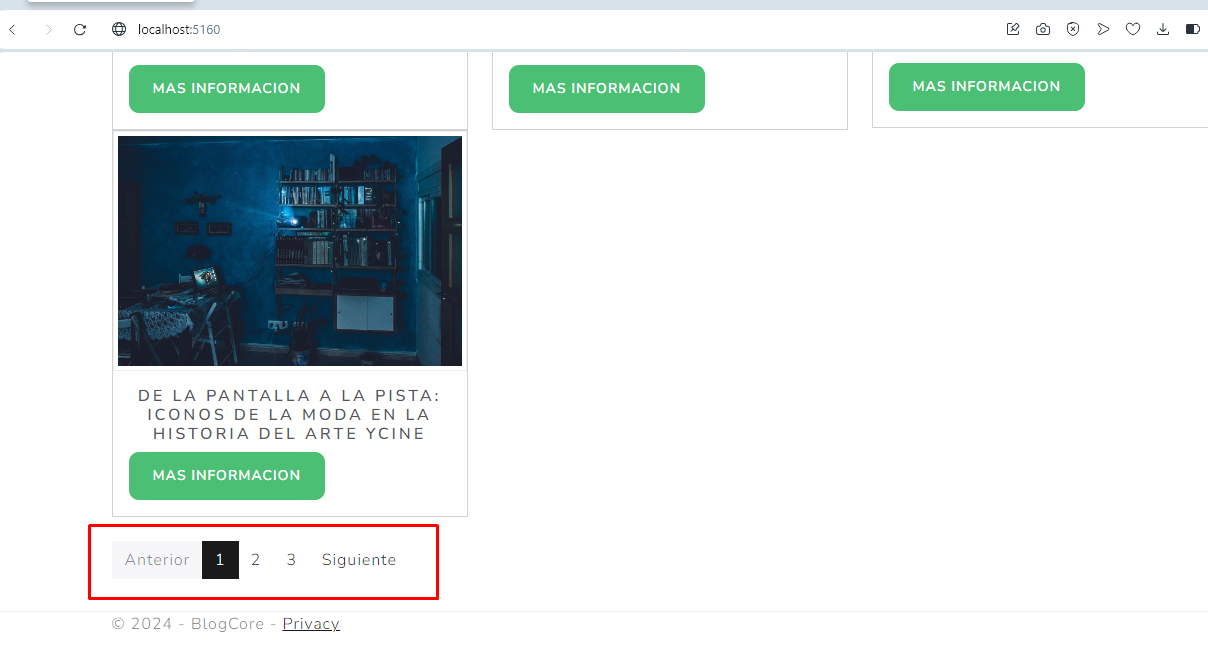 localhost:5160
MAS INFORMACION
MAS INFORMACION
MAS INFORMACION
DE LA PANTALLA A LA PISTA:
ICONOS DE LA MODA EN LA
HISTORIA DEL ARTE YCINE
MAS INFORMACION
Anterior 1 2 3 Siguiente
© 2024 - BlogCore - Privacy